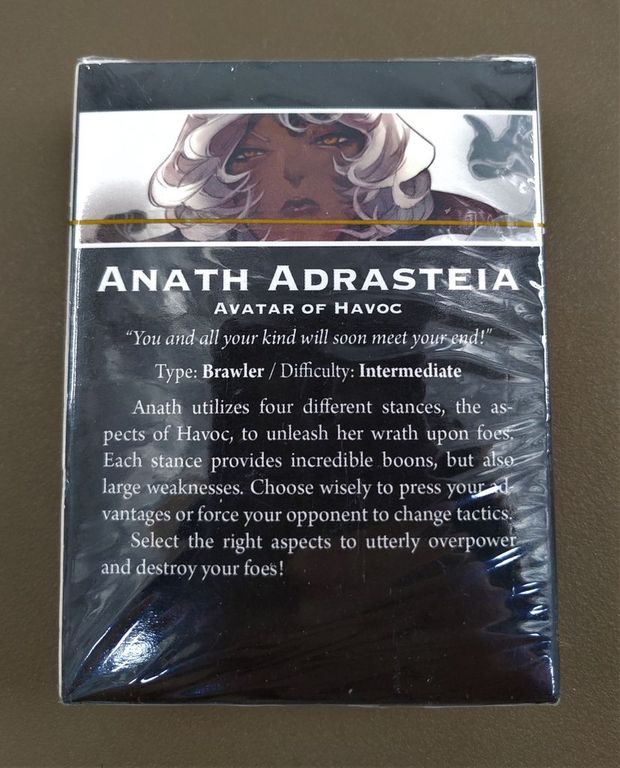 ANATH ADRASTEIA
AVATAR OF HAVOC
“You and all your kind will soon meet your end!”
Type: Brawler / Difficulty: Intermediate
Anath utilizes four different stances, the as-
pects of Havoc, to unleash her wrath upon foes.
Each stance provides incredible boons, but also
large weaknesses. Choose wisely to press your ad-
vantages or force your opponent to change tactics.
Select the right aspects to utterly overpower
and destroy your foes!